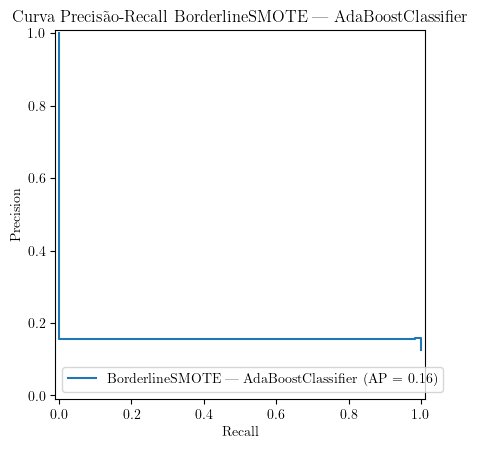 Curva Precisão-Recall BorderlineSMOTE — AdaBoostClassifier
1.0
0.8
0.6
0.4
0.2
0.0
Precision
BorderlineSMOTE — AdaBoostClassifier (AP = 0.16)
0.0 0.2 0.4 0.6 0.8 1.0
Recall